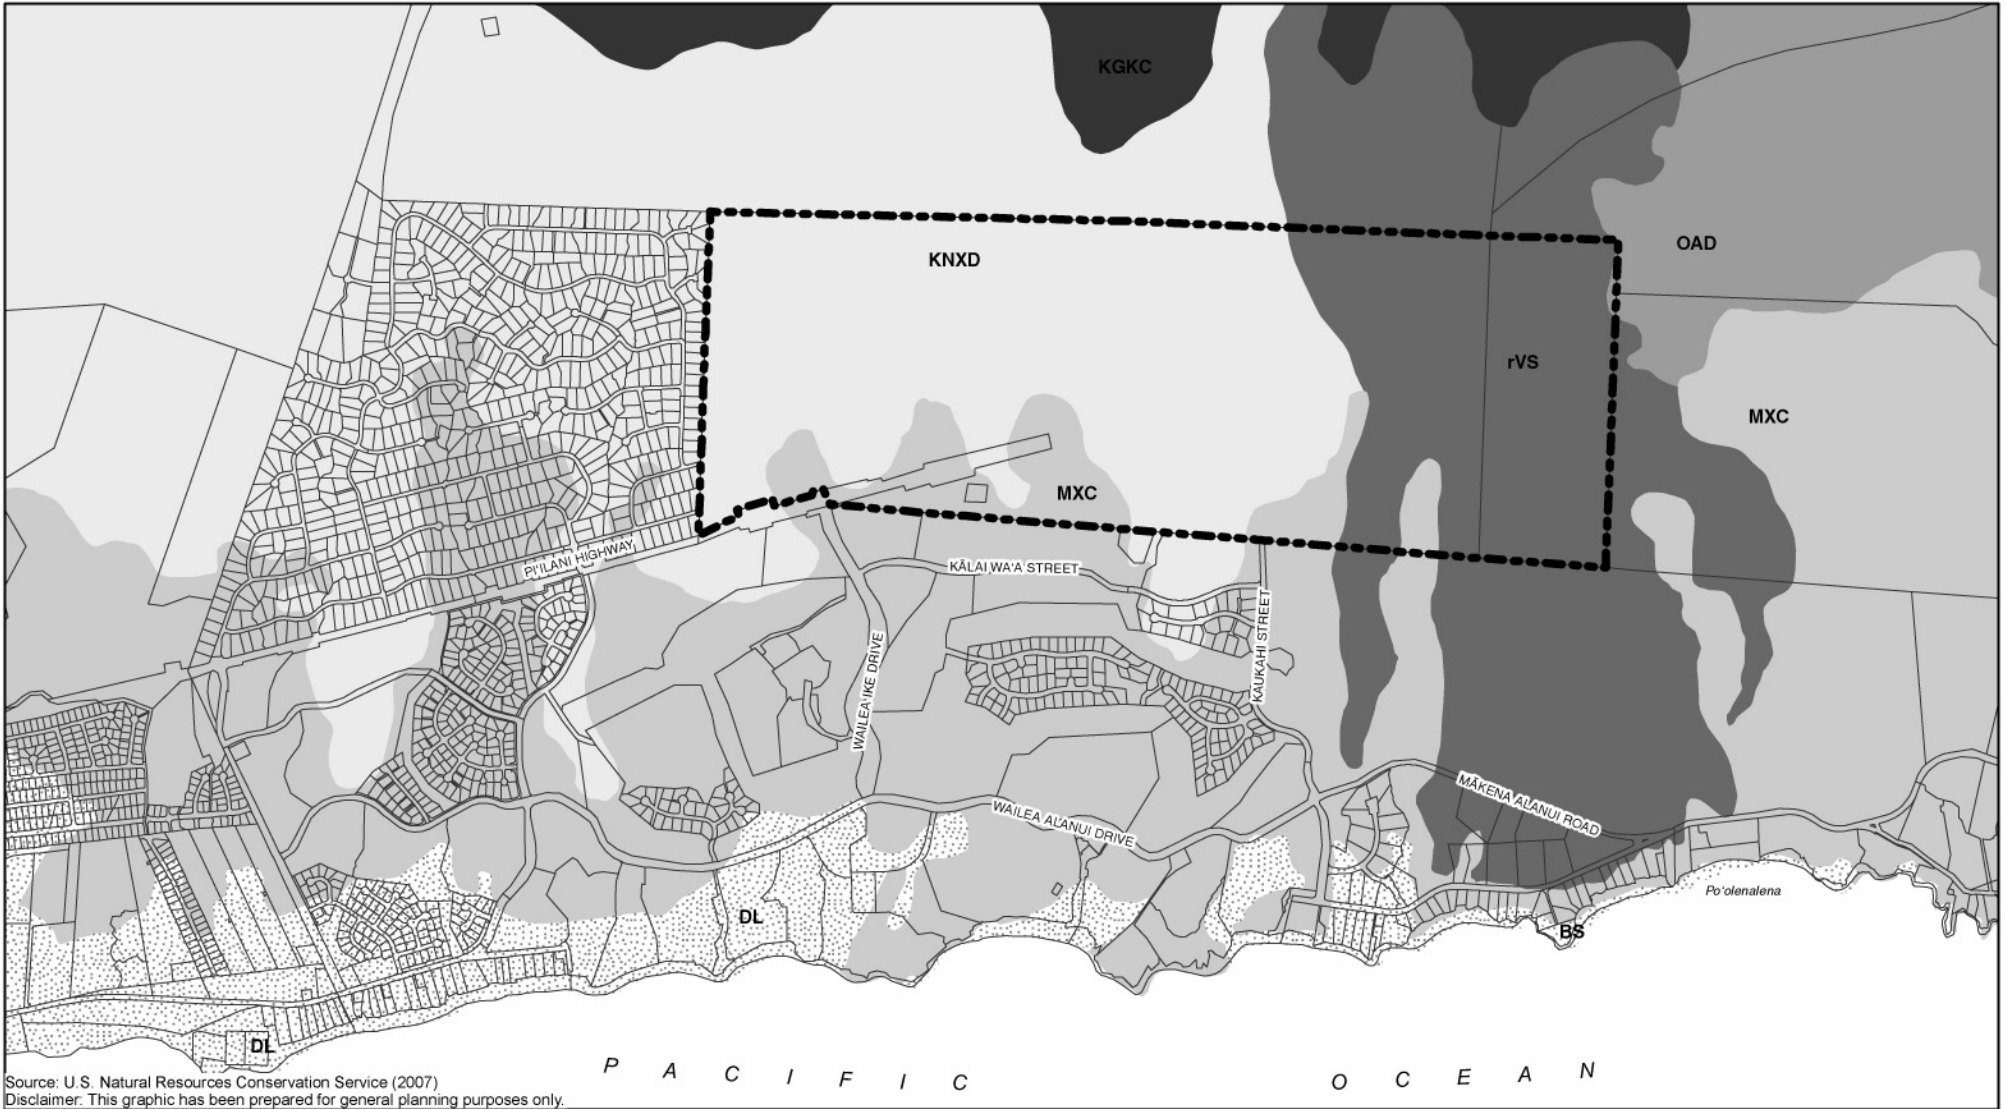 KGKC
OAD
KNXD
rVS
MXC
MXC
PI'ILANI HIGHWAY
KĀLAI WA'A STREET
KAUKAHI STREET
WAILEA IKE DRIVE
MĀKENA ALANUI ROAD
WAILEA ALANUI DRIVE
Po'olenalena
DL
BS
DL
PACIFIC OCEAN
Source: U.S. Natural Resources Conservation Service (2007)
Disclaimer: This graphic has been prepared for general planning purposes only.